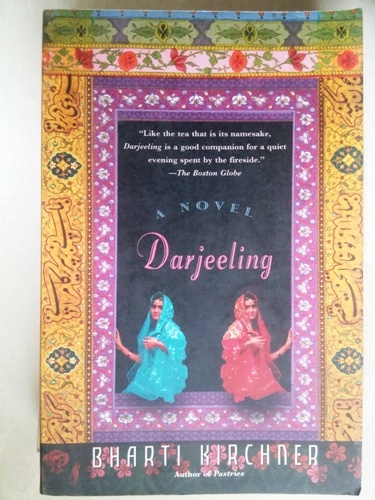 “Like the tea that is its namesake,
Darjeeling is a good companion for a quiet
evening spent by the fireside.”
—The Boston Globe
A NOVEL
Darjeeling
BHARTI KIRCHNER
Author of Pastries